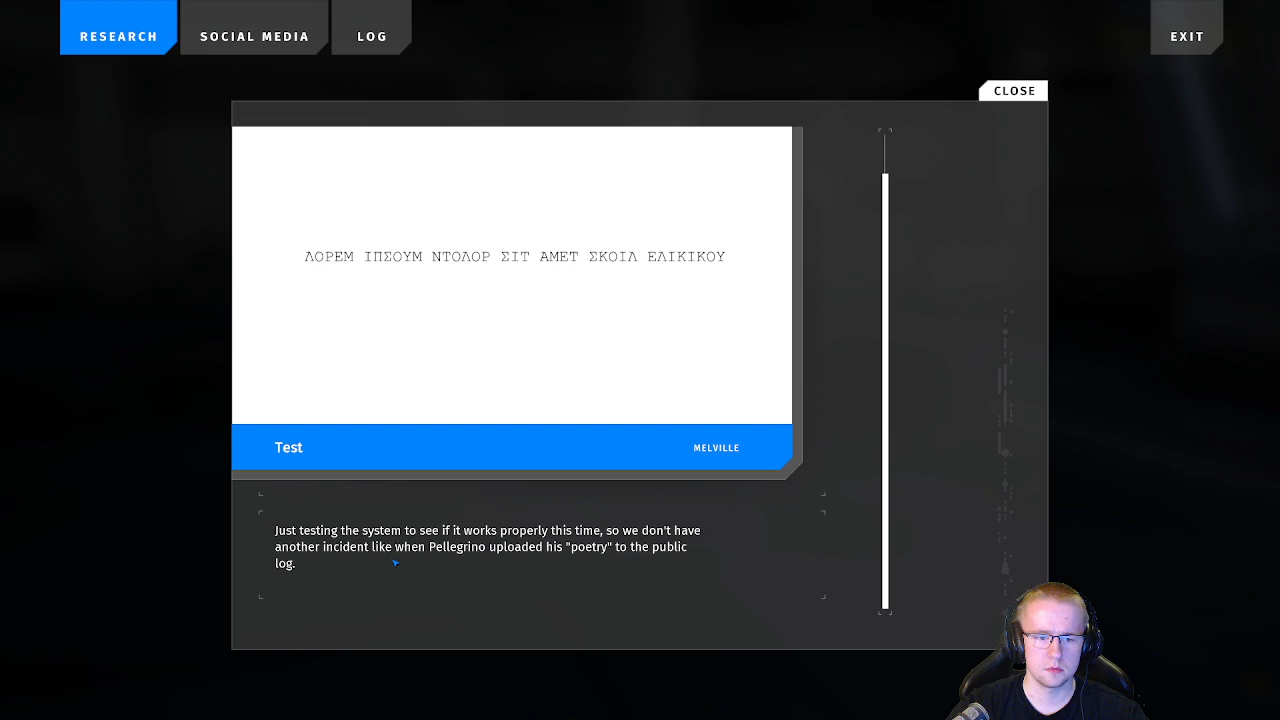 RESEARCH SOCIAL MEDIA LOG EXIT
CLOSE
ΛΟΡΕΜ ΙΠΣΟΥΜ ΝΤΟΛΟΡ ΣΙΤ ΑΜΕΤ ΣΚΟΙΛ ΕΛΙΚΙΚΟΥ
Test MELVILLE
Just testing the system to see if it works properly this time, so we don't have
another incident like when Pellegrino uploaded his "poetry" to the public
log.